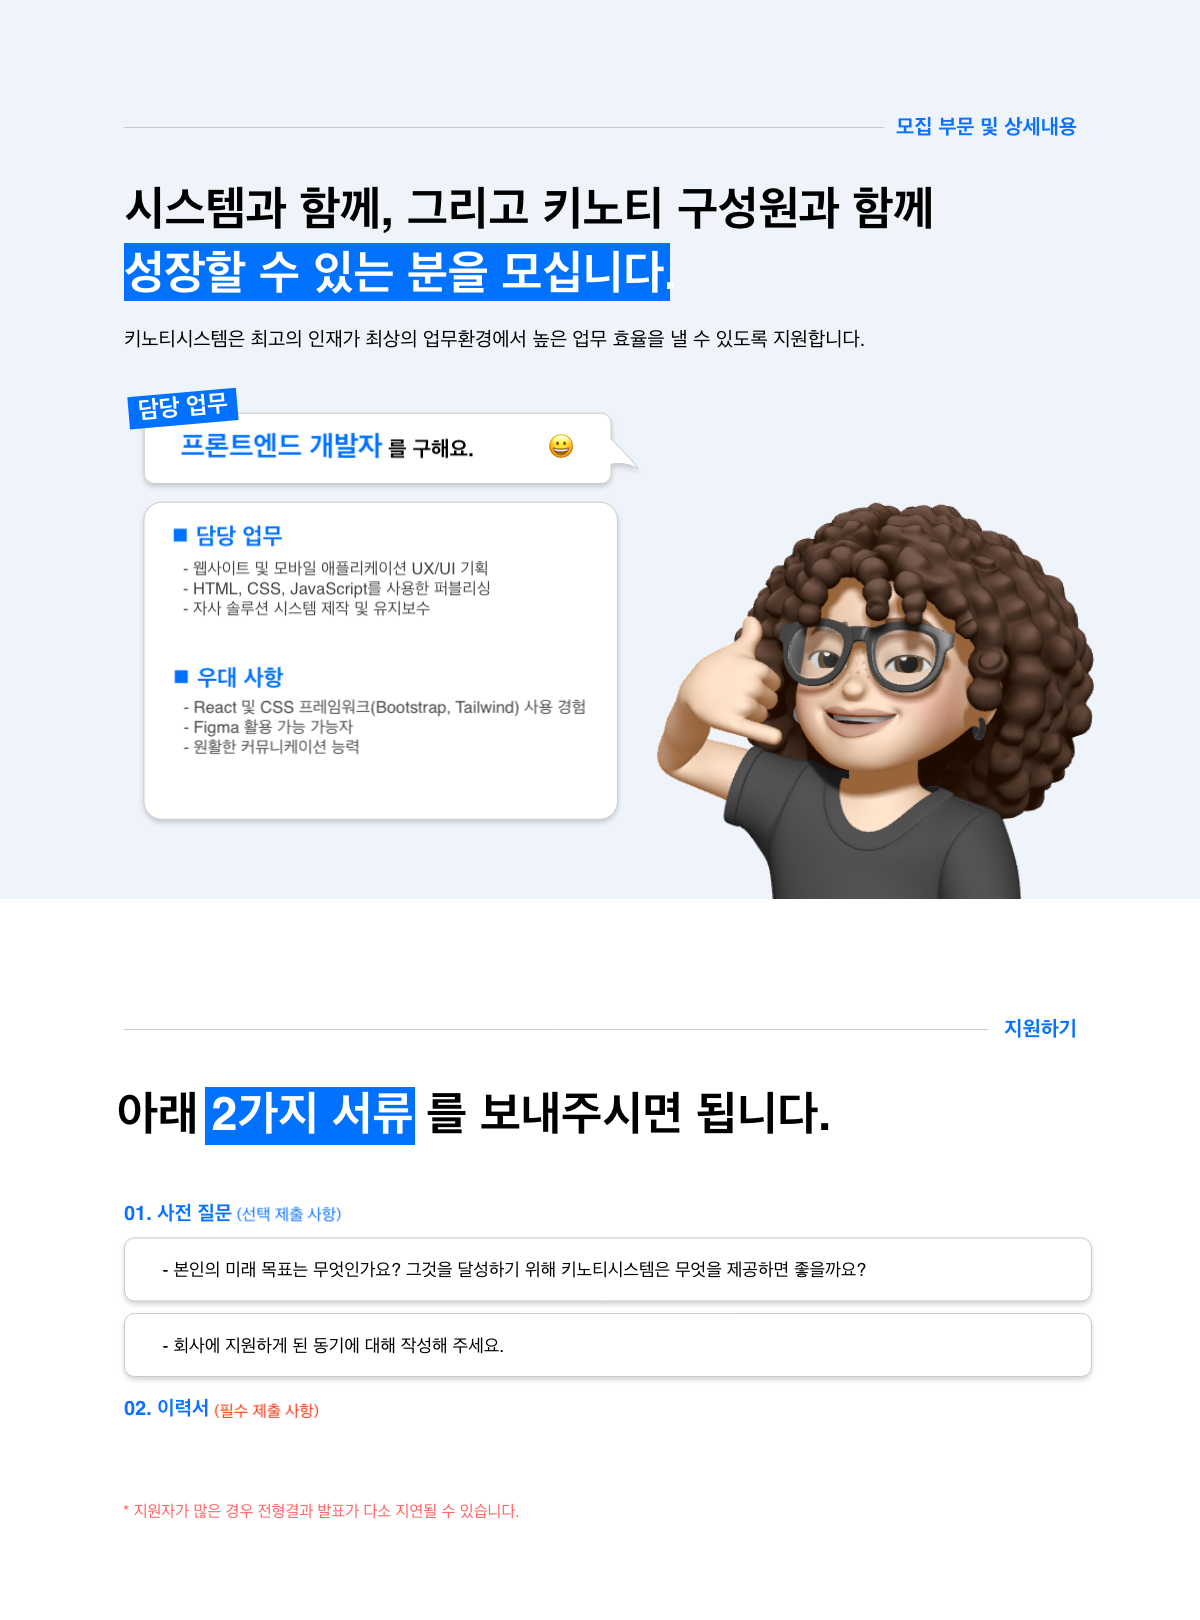 모집 부문 및 상세내용
시스템과 함께, 그리고 키노티 구성원과 함께
성장할 수 있는 분을 모십니다.
키노티시스템은 최고의 인재가 최상의 업무환경에서 높은 업무 효율을 낼 수 있도록 지원합니다.
담당 업무
프론트엔드 개발자 를 구해요. 😀
■ 담당 업무
- 웹사이트 및 모바일 애플리케이션 UX/UI 기획
- HTML, CSS, JavaScript를 사용한 퍼블리싱
- 자사 솔루션 시스템 제작 및 유지보수
■ 우대 사항
- React 및 CSS 프레임워크(Bootstrap, Tailwind) 사용 경험
- Figma 활용 가능 가능자
- 원활한 커뮤니케이션 능력
지원하기
아래 2가지 서류 를 보내주시면 됩니다.
01. 사전 질문 (선택 제출 사항)
- 본인의 미래 목표는 무엇인가요? 그것을 달성하기 위해 키노티시스템은 무엇을 제공하면 좋을까요?
- 회사에 지원하게 된 동기에 대해 작성해 주세요.
02. 이력서 (필수 제출 사항)
* 지원자가 많은 경우 전형결과 발표가 다소 지연될 수 있습니다.